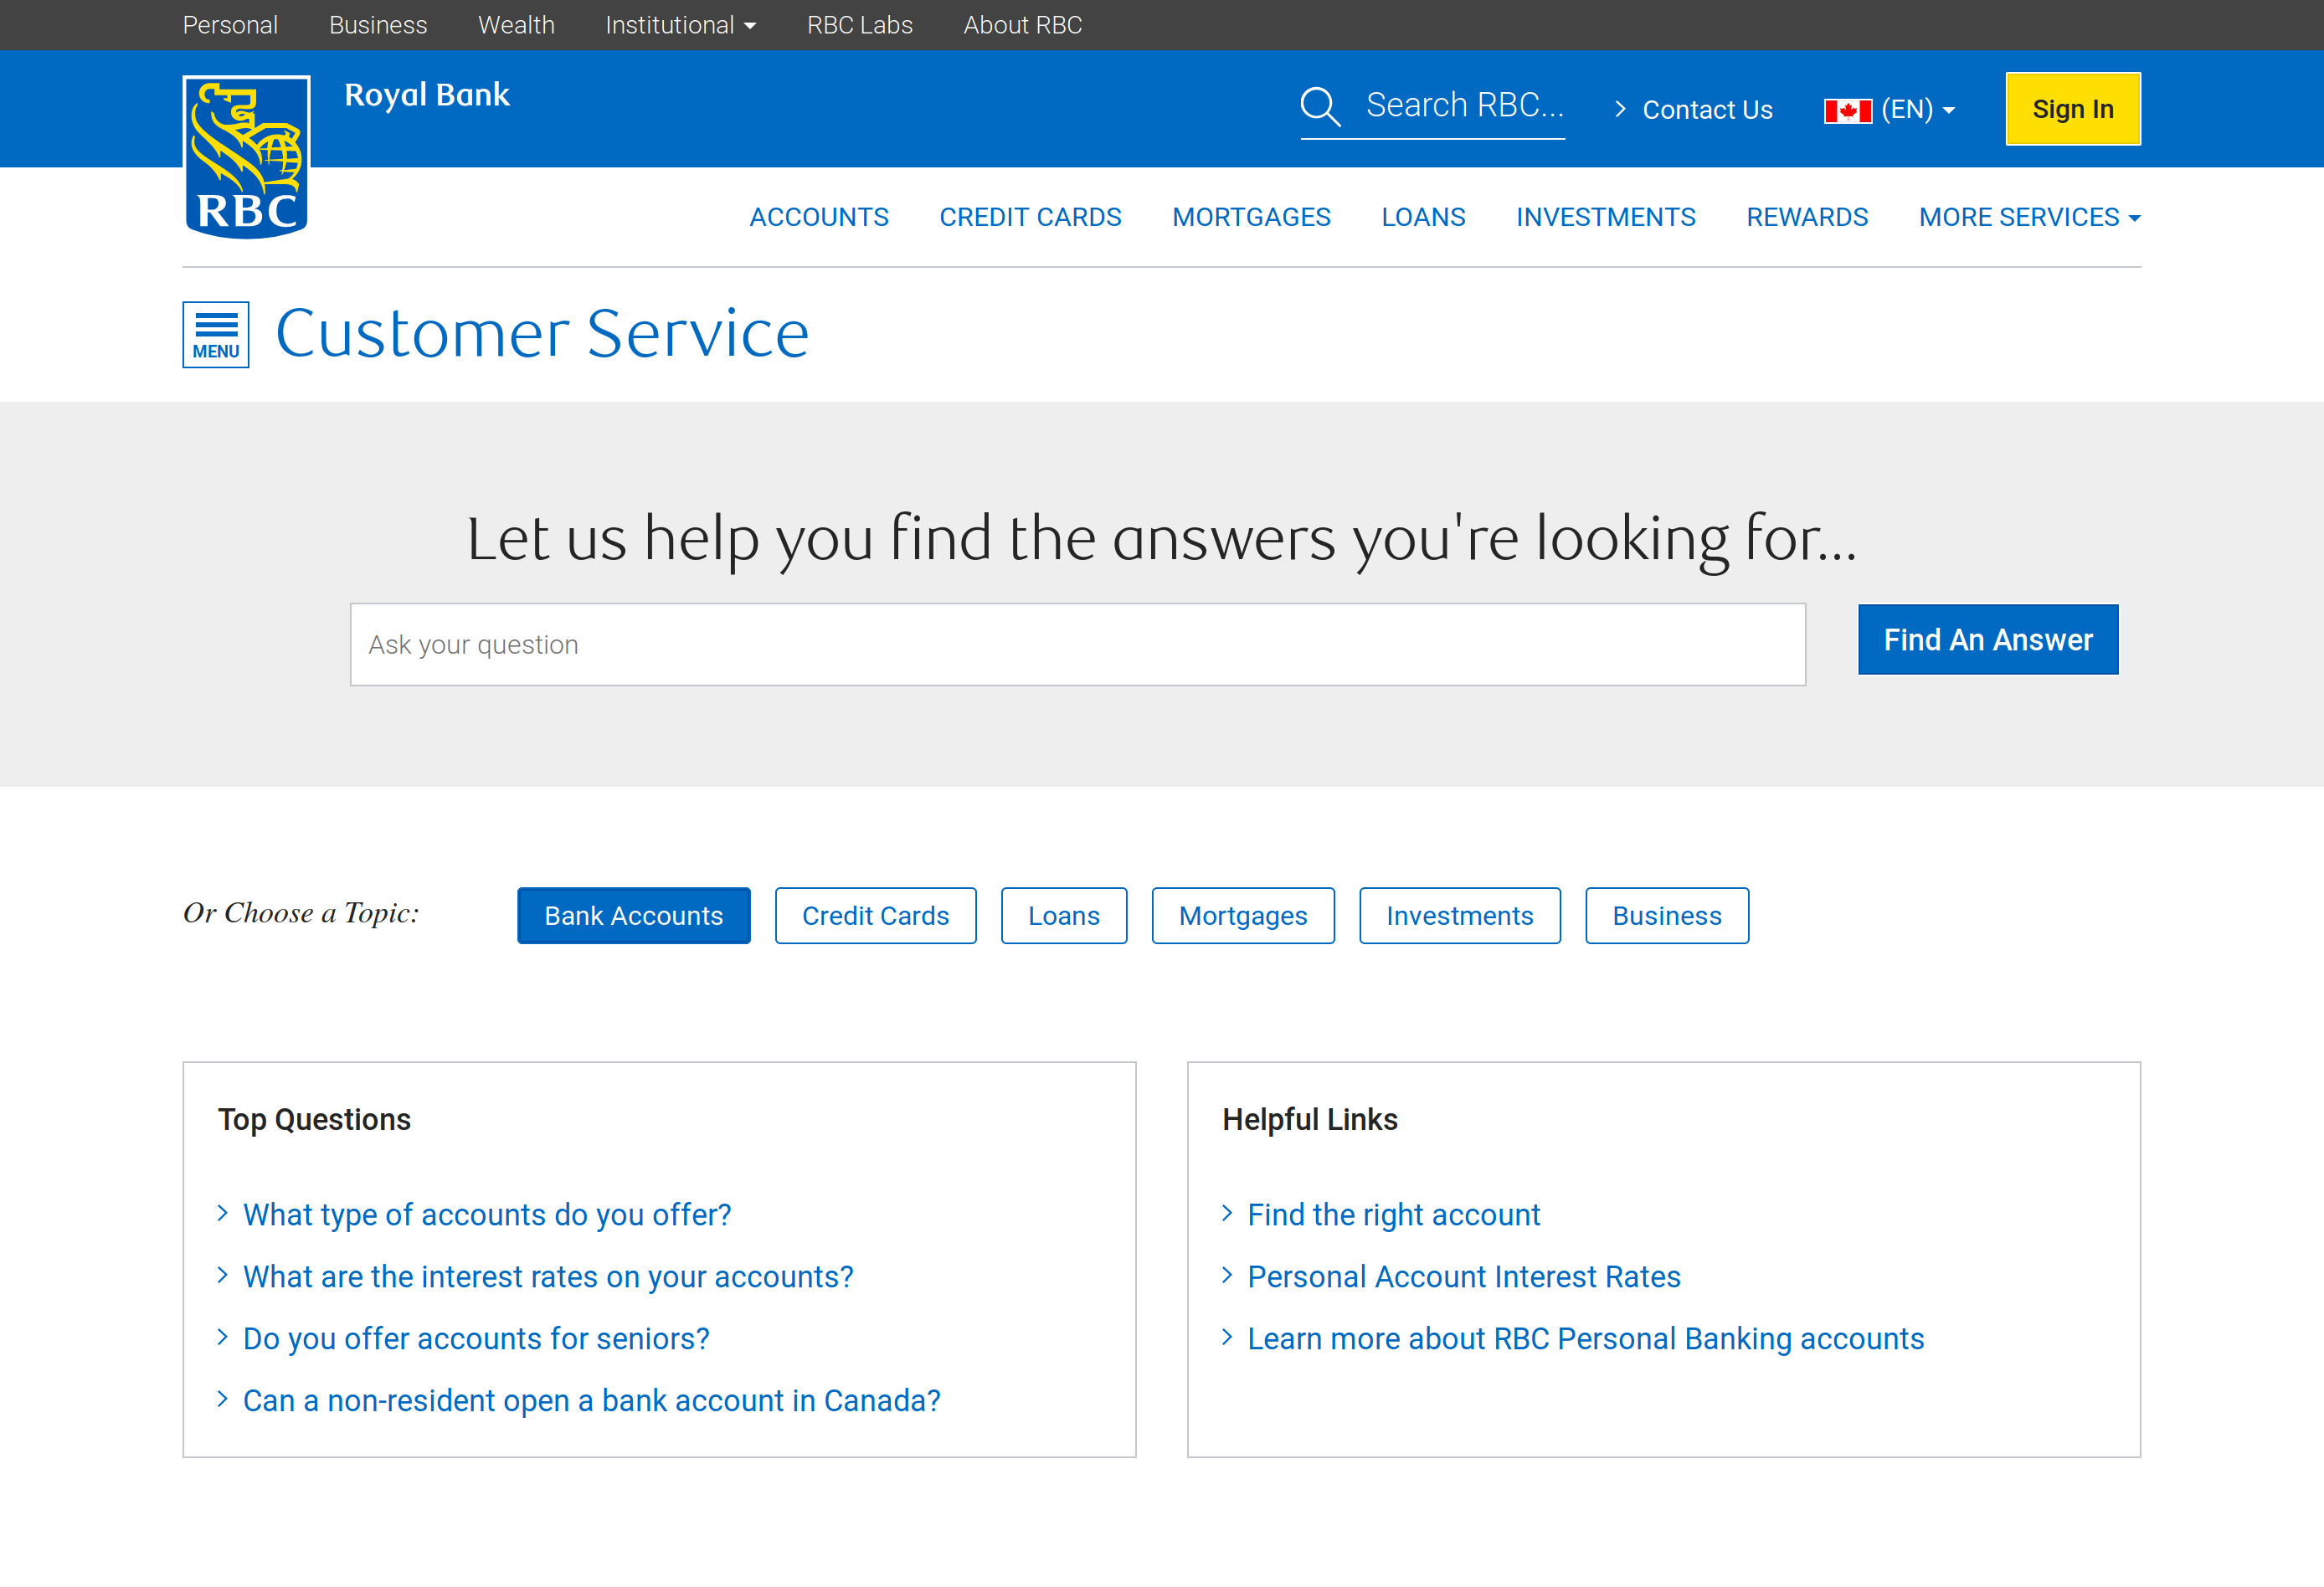 Personal Business Wealth Institutional RBC Labs About RBC
Royal Bank
Search RBC... Contact Us (EN) Sign In
RBC
ACCOUNTS CREDIT CARDS MORTGAGES LOANS INVESTMENTS REWARDS MORE SERVICES
MENU
Customer Service
Let us help you find the answers you're looking for...
Ask your question
Find An Answer
Or Choose a Topic: Bank Accounts Credit Cards Loans Mortgages Investments Business
Top Questions
What type of accounts do you offer?
What are the interest rates on your accounts?
Do you offer accounts for seniors?
Can a non-resident open a bank account in Canada?
Helpful Links
Find the right account
Personal Account Interest Rates
Learn more about RBC Personal Banking accounts